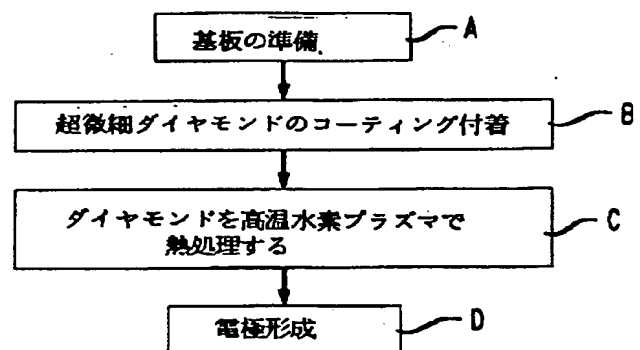 基板の準備
A
超微細ダイヤモンドのコーティング付着
B
ダイヤモンドを高温水素プラズマで
熱処理する
C
電極形成
D